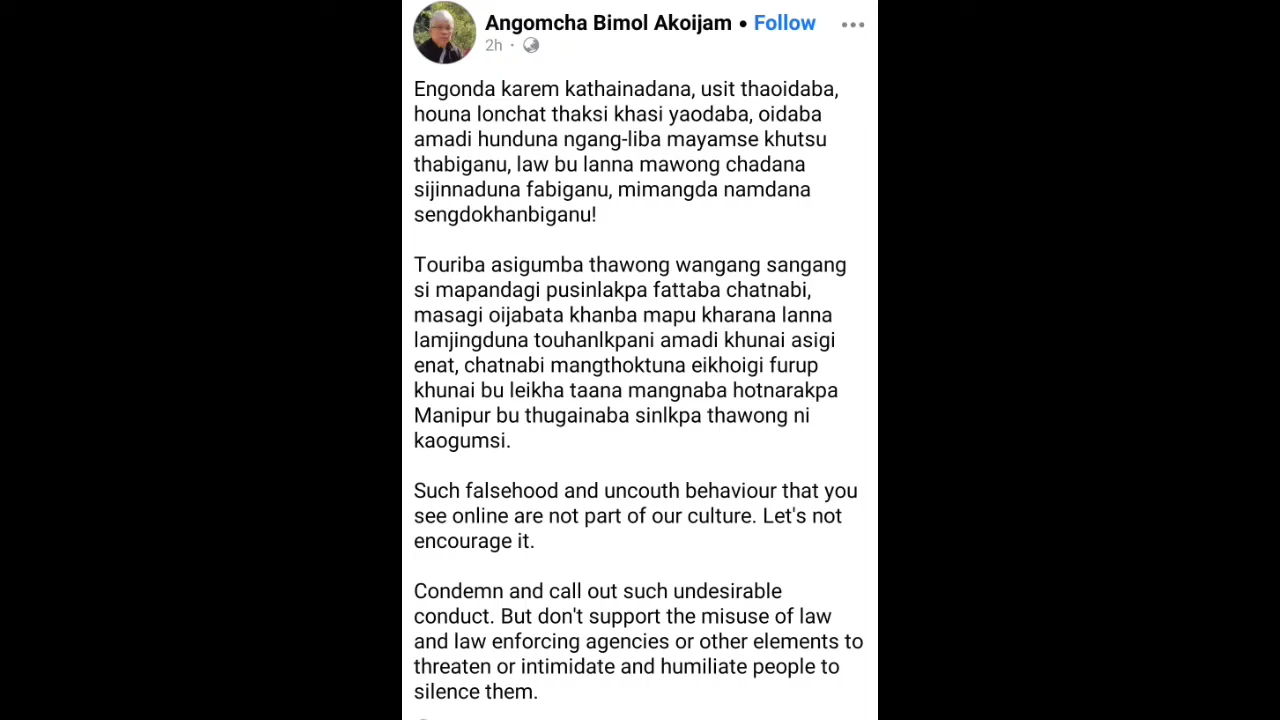 Angomcha Bimol Akoijam • Follow
2h ·
Engonda karem kathainadana, usit thaoidaba,
houna lonchat thaksi khasi yaodaba, oidaba
amadi hunduna ngang-liba mayamse khutsu
thabiganu, law bu lanna mawong chadana
sijinnaduna fabiganu, mimangda namdana
sengdokhanbiganu!
Touriba asigumba thawong wangang sangang
si mapandagi pusinlakpa fattaba chatnabi,
masagi oijabata khanba mapu kharana lanna
lamjingduna touhanlkpani amadi khunai asigi
enat, chatnabi mangthoktuna eikhoigi furup
khunai bu leikha taana mangnaba hotnarakpa
Manipur bu thugainaba sinlkpa thawong ni
kaogumsi.
Such falsehood and uncouth behaviour that you
see online are not part of our culture. Let's not
encourage it.
Condemn and call out such undesirable
conduct. But don't support the misuse of law
and law enforcing agencies or other elements to
threaten or intimidate and humiliate people to
silence them.